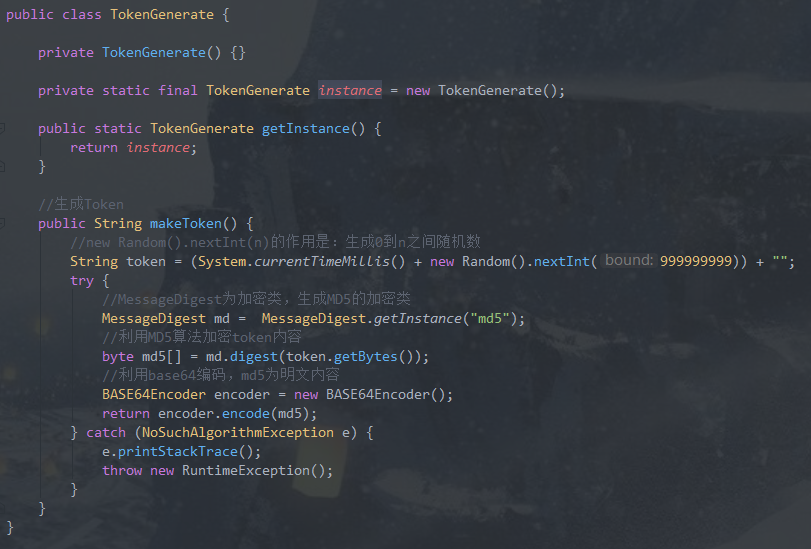 public class TokenGenerate {
private TokenGenerate() {}
private static final TokenGenerate instance = new TokenGenerate();
public static TokenGenerate getInstance() {
return instance;
}
//生成Token
public String makeToken() {
//new Random().nextInt(n)的作用是：生成0到n之间随机数
String token = (System.currentTimeMillis() + new Random().nextInt( bound: 999999999)) + "";
try {
//MessageDigest为加密类，生成MD5的加密类
MessageDigest md =  MessageDigest.getInstance("md5");
//利用MD5算法加密token内容
byte md5[] = md.digest(token.getBytes());
//利用base64编码，md5为明文内容
BASE64Encoder encoder = new BASE64Encoder();
return encoder.encode(md5);
} catch (NoSuchAlgorithmException e) {
e.printStackTrace();
throw new RuntimeException();
}
}
}